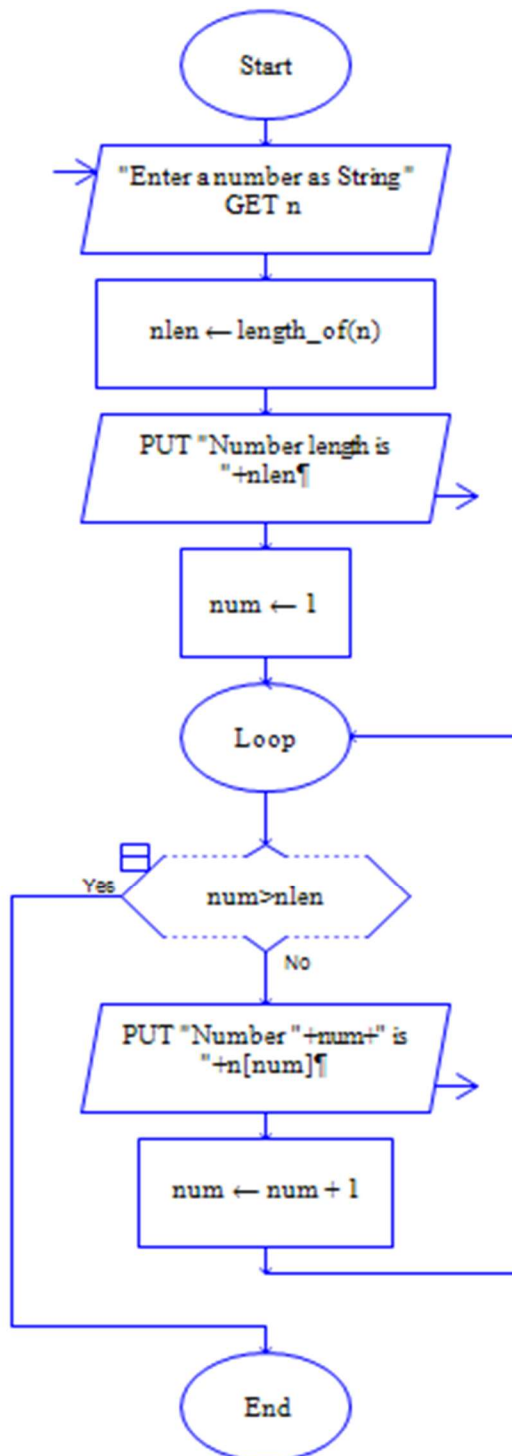 Start
"Enter a number as String"
GET n
nlen ← length_of(n)
PUT "Number length is
"+nlen¶
num ← 1
Loop
Yes
num>nlen
No
PUT "Number "+num+" is
"+n[num]¶
num ← num + 1
End